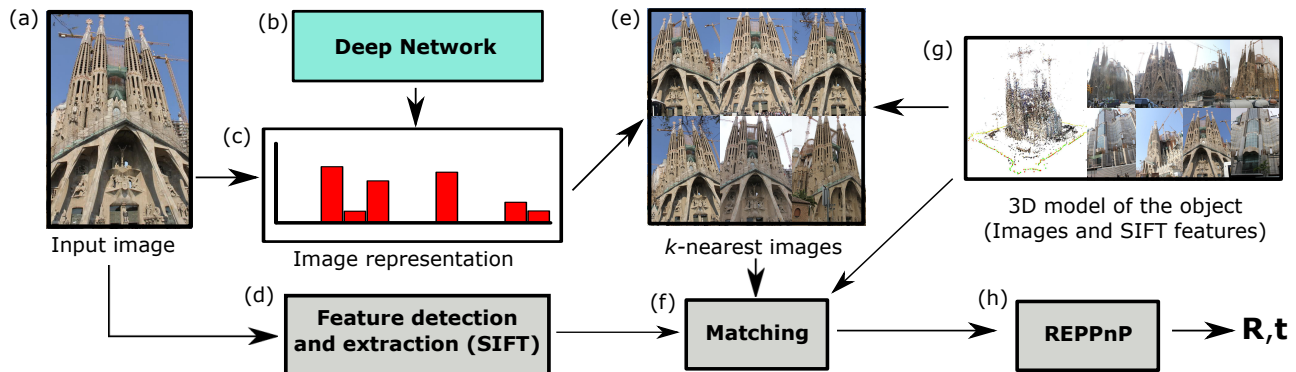 (a)
Input image
(b)
Deep Network
(c)
Image representation
(d)
Feature detection
and extraction (SIFT)
(e)
k-nearest images
(f)
Matching
(g)
3D model of the object
(Images and SIFT features)
(h)
REPPnP
R,t